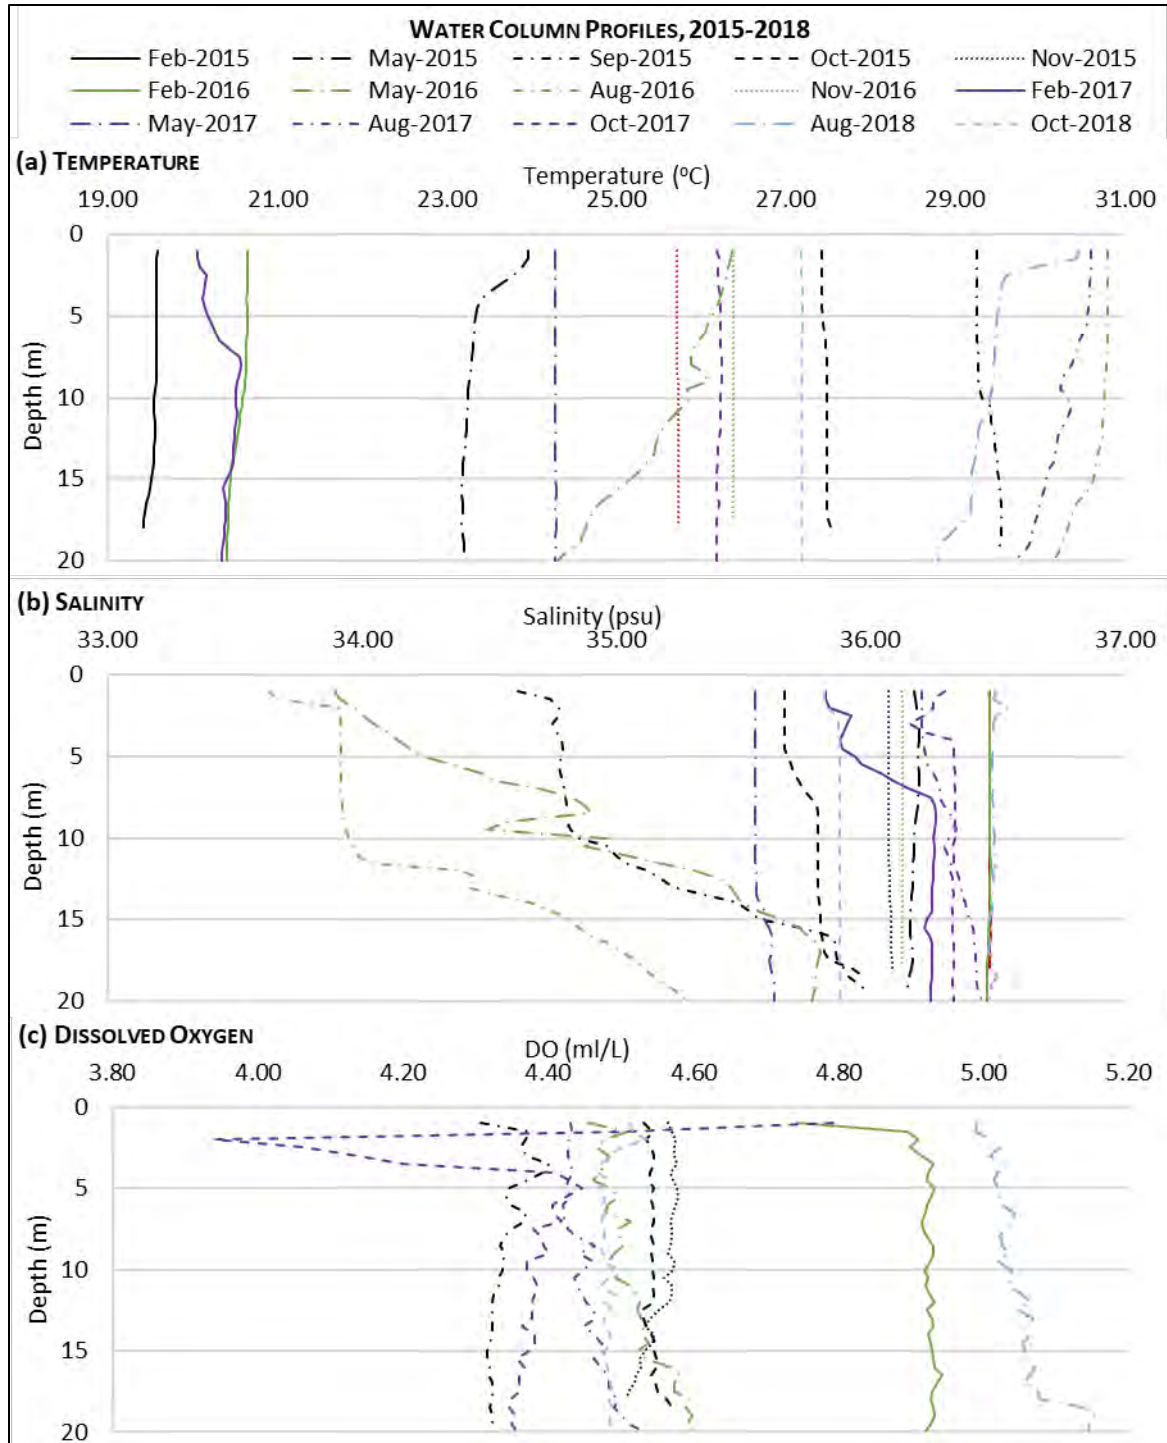 WATER COLUMN PROFILES, 2015-2018
Feb-2015 May-2015 Sep-2015 Oct-2015 Nov-2015
Feb-2016 May-2016 Aug-2016 Nov-2016 Feb-2017
May-2017 Aug-2017 Oct-2017 Aug-2018 Oct-2018
(a) TEMPERATURE
Temperature (°C)
19.00 21.00 23.00 25.00 27.00 29.00 31.00
0
5
10
15
20
Depth (m)
(b) SALINITY
Salinity (psu)
33.00 34.00 35.00 36.00 37.00
0
5
10
15
20
Depth (m)
(c) DISSOLVED OXYGEN
DO (ml/L)
3.80 4.00 4.20 4.40 4.60 4.80 5.00 5.20
0
5
10
15
20
Depth (m)